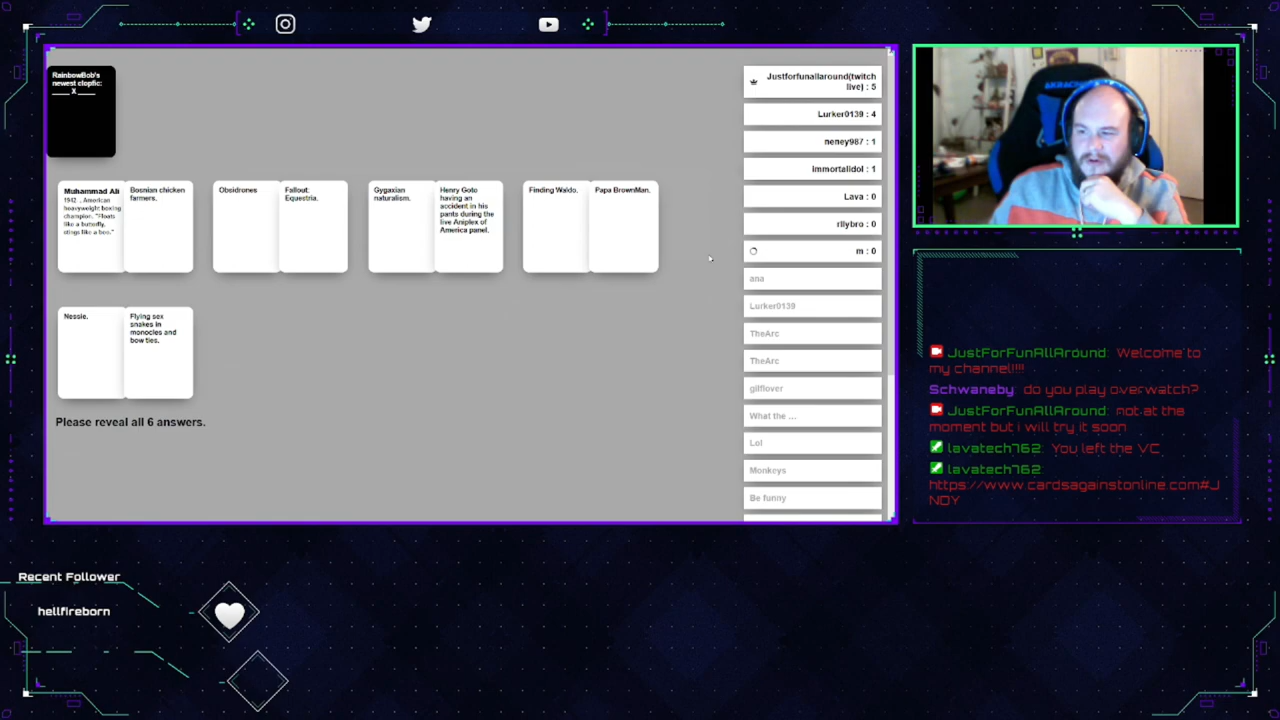 RainbowBob's
newest clopfic:
____ X ____
Muhammad Ali
1942 , American
heavyweight boxing
champion. "Floats
like a butterfly,
stings like a bee."
Bosnian chicken
farmers.
Obsidrones
Fallout:
Equestria.
Gygaxian
naturalism.
Henry Goto
having an
accident in his
pants during the
live Aniplex of
America panel.
Finding Waldo.
Papa BrownMan.
Nessie.
Flying sex
snakes in
monocles and
bow ties.
Please reveal all 6 answers.
Justforfunallaround(twitch
live) : 5
Lurker0139 : 4
neney987 : 1
immortalidol : 1
Lava : 0
rllybro : 0
m : 0
ana
Lurker0139
TheArc
TheArc
gilflover
What the ...
Lol
Monkeys
Be funny
JustForFunAllAround: Welcome to
my channel!!!!
Schwaneby: do you play overwatch?
JustForFunAllAround: not at the
moment but i will try it soon
lavatech762: You left the VC
lavatech762:
https://www.cardsagainstonline.com#J
NDY
Recent Follower
hellfireborn